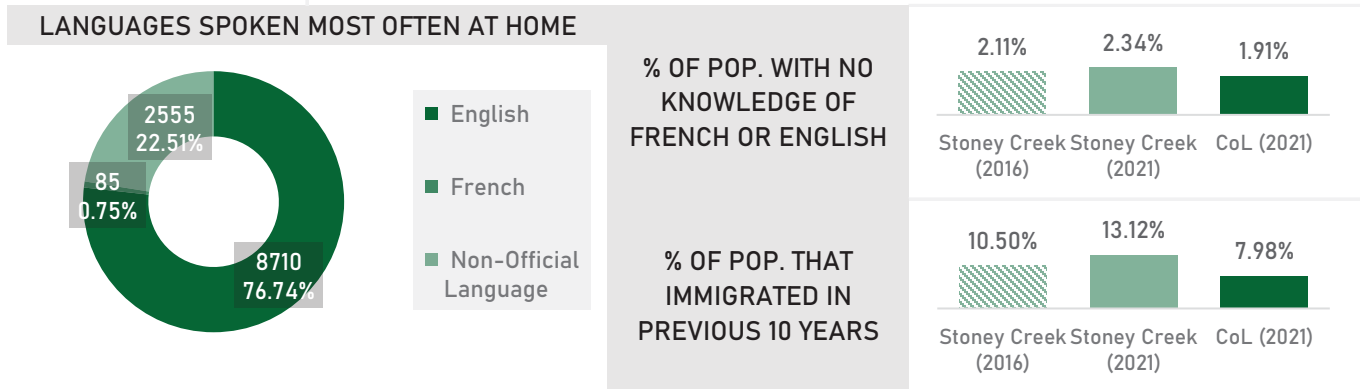 LANGUAGES SPOKEN MOST OFTEN AT HOME
2555
22.51%
85
0.75%
8710
76.74%
English
French
Non-Official
Language
% OF POP. WITH NO
KNOWLEDGE OF
FRENCH OR ENGLISH
2.11%
2.34%
1.91%
Stoney Creek
(2016)
Stoney Creek
(2021)
CoL (2021)
% OF POP. THAT
IMMIGRATED IN
PREVIOUS 10 YEARS
10.50%
13.12%
7.98%
Stoney Creek
(2016)
Stoney Creek
(2021)
CoL (2021)